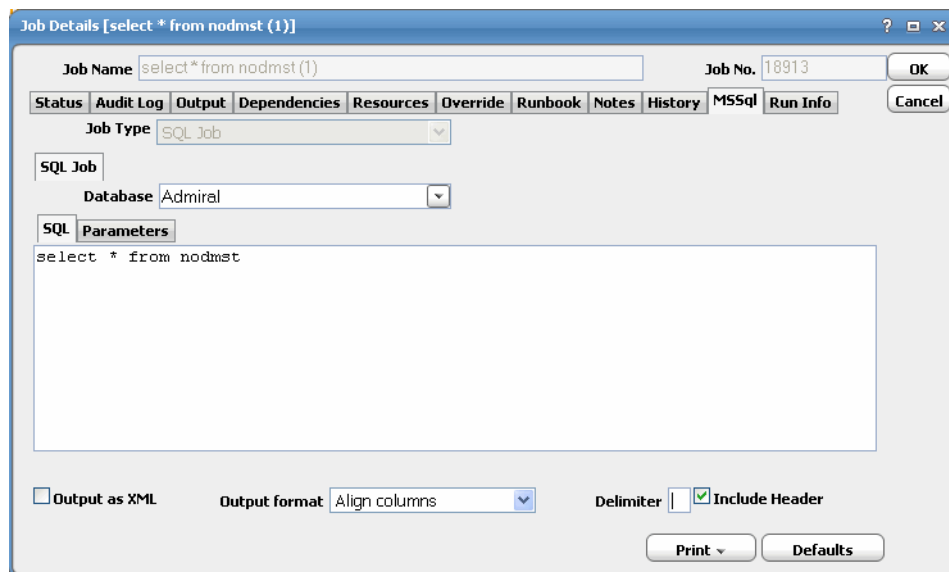 Job Details [select * from nodmst (1)] ?
Job Name select * from nodmst (1) Job No. 18913 OK
Status Audit Log Output Dependencies Resources Override Runbook Notes History MSSql Run Info Cancel
Job Type SQL Job
SQL Job
Database Admiral
SQL Parameters
select * from nodmst
Output as XML Output format Align columns Delimiter | Include Header
Print Defaults